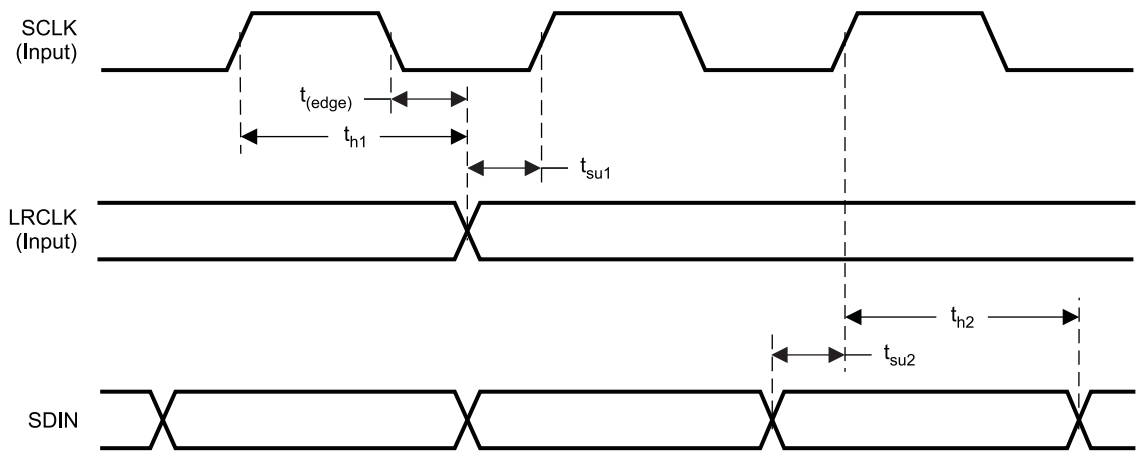 SCLK
(Input)
t(edge)
th1
tsu1
LRCLK
(Input)
th2
tsu2
SDIN